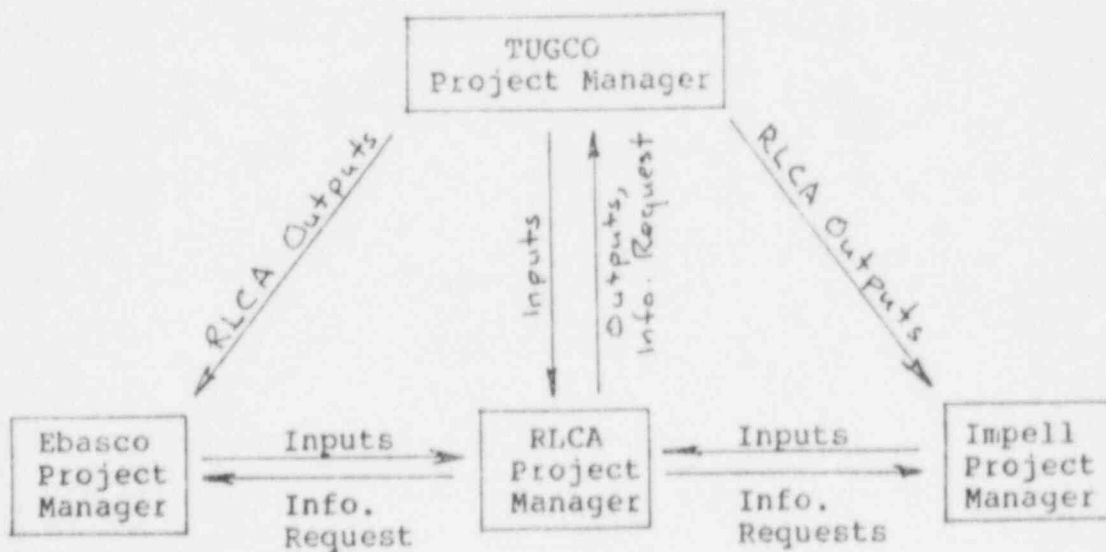 TUGCO
Project Manager
RLCA Outputs
Inputs
Outputs,
Info. Request
RLCA Outputs
Ebasco
Project
Manager
Inputs
Info.
Request
RLCA
Project
Manager
Inputs
Info.
Requests
Impell
Project
Manager